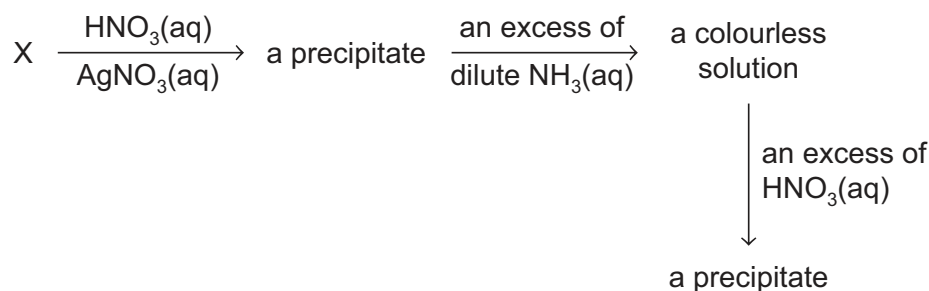 X
HNO₃(aq)
AgNO₃(aq)
a precipitate
an excess of
dilute NH₃(aq)
a colourless
solution
an excess of
HNO₃(aq)
a precipitate